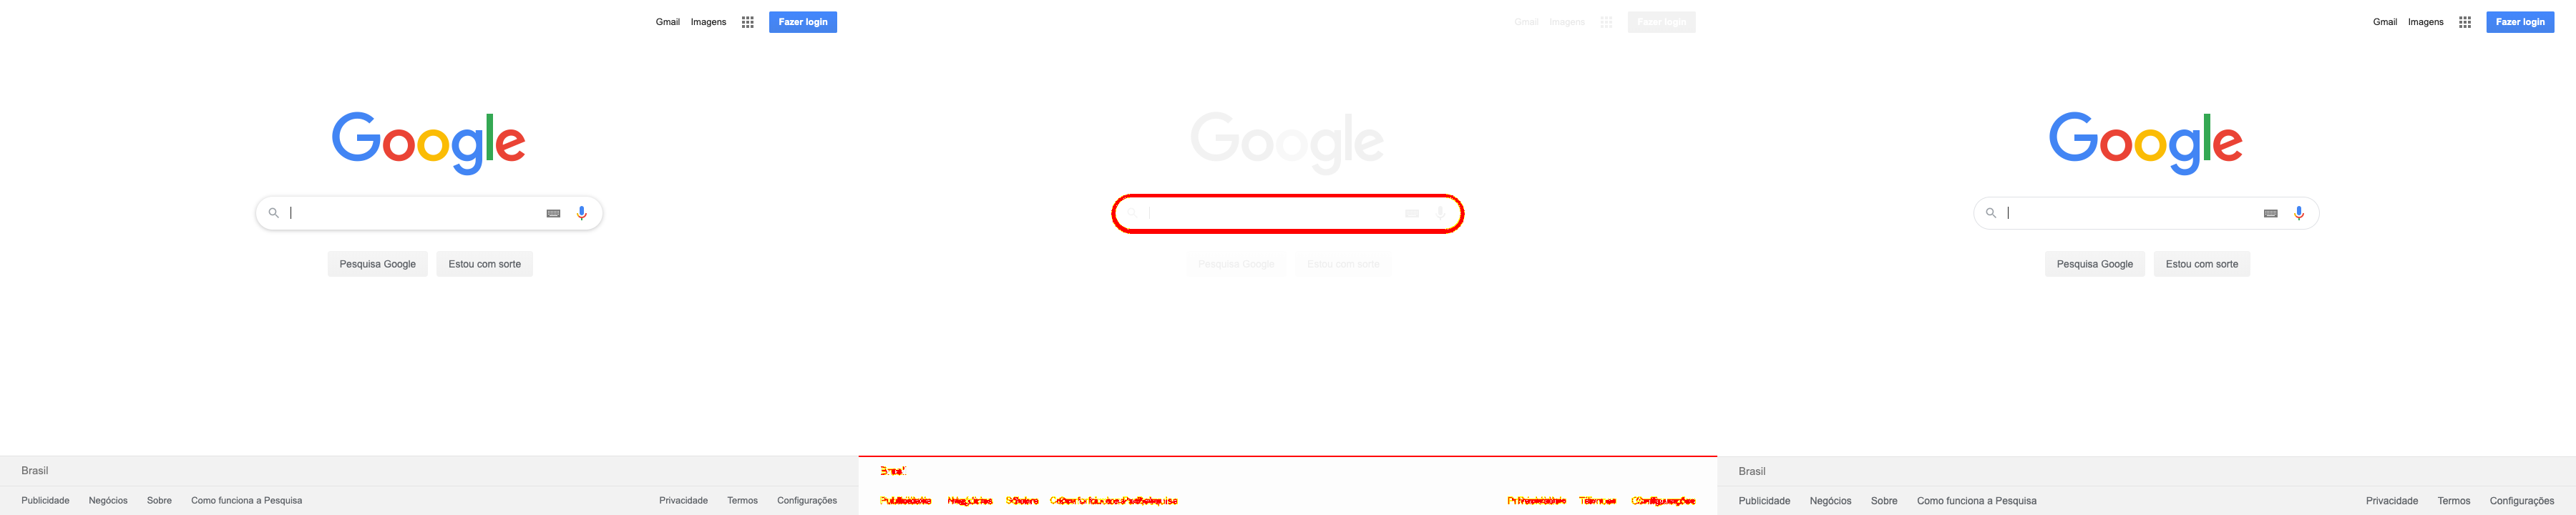 Gmail Imagens Fazer login
Google
Pesquisa Google Estou com sorte
Brasil
Publicidade Negócios Sobre Como funciona a Pesquisa Privacidade Termos Configurações
Gmail Imagens Fazer login
Google
Pesquisa Google Estou com sorte
Brasil
Publicidade Negócios Sobre Como funciona a Pesquisa Privacidade Termos Configurações
Gmail Imagens Fazer login
Google
Pesquisa Google Estou com sorte
Brasil
Publicidade Negócios Sobre Como funciona a Pesquisa Privacidade Termos Configurações